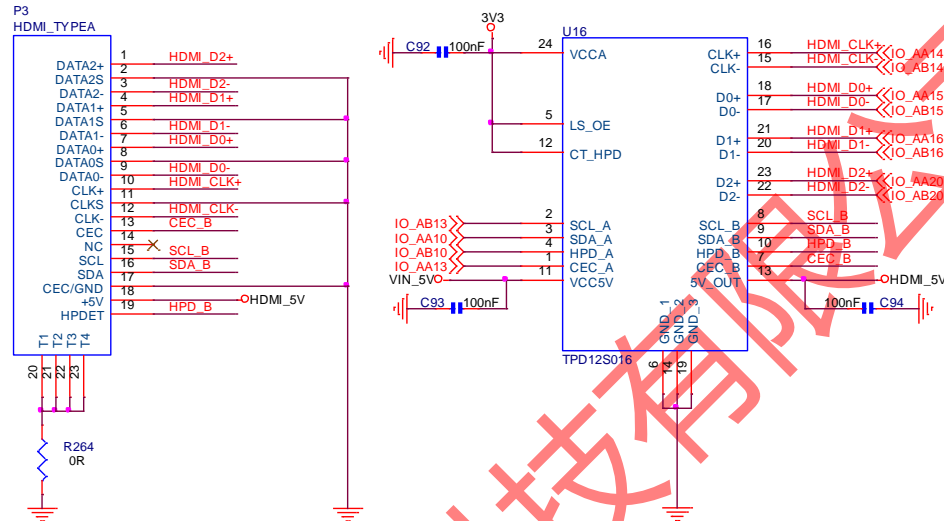 P3
HDMI_TYPEA
DATA2+ 1 HDMI_D2+
DATA2S 2
DATA2- 3 HDMI_D2-
DATA1+ 4 HDMI_D1+
DATA1S 5
DATA1- 6 HDMI_D1-
DATA0+ 7 HDMI_D0+
DATA0S 8
DATA0- 9 HDMI_D0-
CLK+ 10 HDMI_CLK+
CLKS 11
CLK- 12 HDMI_CLK-
CEC 13 CEC_B
NC 14
SCL 15 SCL_B
SDA 16 SDA_B
CEC/GND 17
+5V 18 HDMI_5V
HPDET 19 HPD_B
T1 T2 T3 T4
20 21 22 23
R264
0R
3V3
C92 100nF
U16
24 VCCA
5 LS_OE
12 CT_HPD
IO_AB13 2 SCL_A
IO_AA10 3 SDA_A
IO_AB10 4 HPD_A
IO_AA13 1 CEC_A
VIN_5V 11 VCC5V
C93 100nF
CLK+ 16 HDMI_CLK+ IO_AA14
CLK- 15 HDMI_CLK- IO_AB14
D0+ 18 HDMI_D0+ IO_AA15
D0- 17 HDMI_D0- IO_AB15
D1+ 21 HDMI_D1+ IO_AA16
D1- 20 HDMI_D1- IO_AB16
D2+ 23 HDMI_D2+ IO_AA20
D2- 22 HDMI_D2- IO_AB20
SCL_B 8 SCL_B
SDA_B 9 SDA_B
HPD_B 10 HPD_B
CEC_B 7 CEC_B
5V_OUT 13 HDMI_5V
100nF C94
GND_1 GND_2 GND_3
TPD12S016
6 14 19
科技有限公